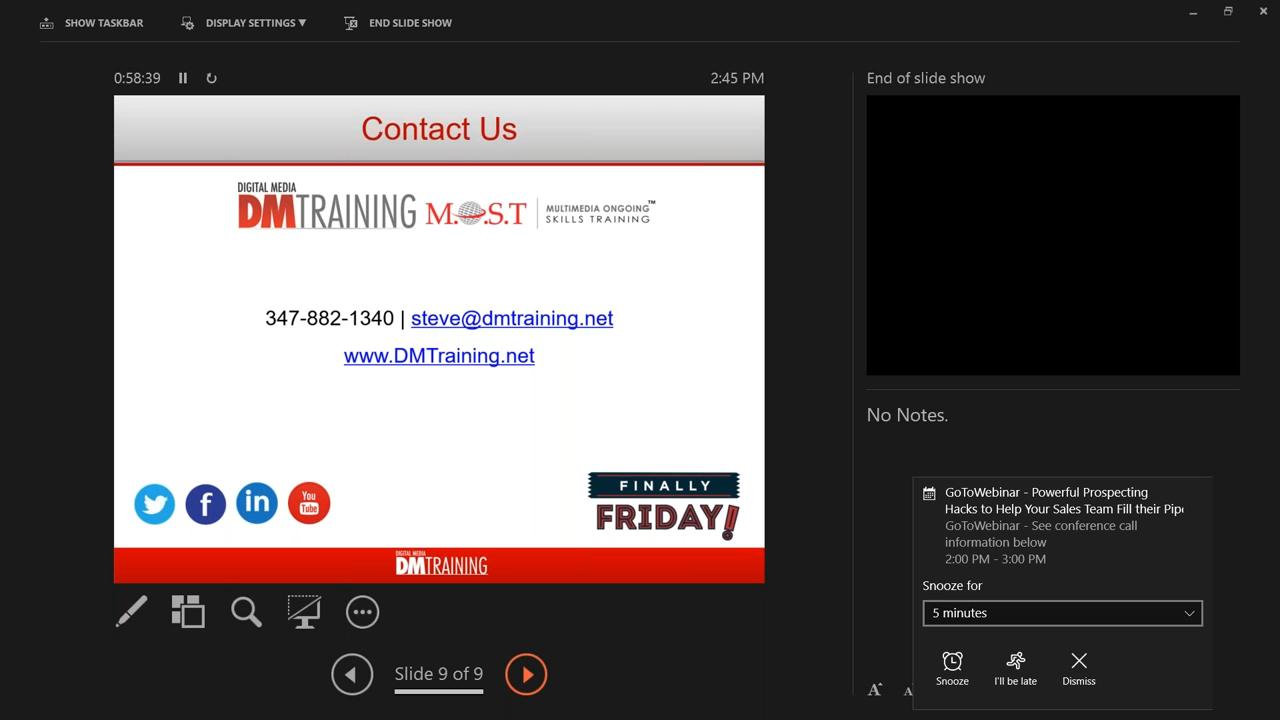 SHOW TASKBAR
DISPLAY SETTINGS ▼
END SLIDE SHOW
0:58:39
2:45 PM
End of slide show
Contact Us
DIGITAL MEDIA
DMTRAINING
M.O.S.T
MULTIMEDIA ONGOING™
SKILLS TRAINING
347-882-1340 | steve@dmtraining.net
www.DMTraining.net
in
You
Tube
FINALLY
FRIDAY!
DIGITAL MEDIA
DMTRAINING
Slide 9 of 9
No Notes.
GoToWebinar - Powerful Prospecting
Hacks to Help Your Sales Team Fill their Pip
GoToWebinar - See conference call
information below
2:00 PM - 3:00 PM
Snooze for
5 minutes
Snooze
I'll be late
Dismiss
A
A